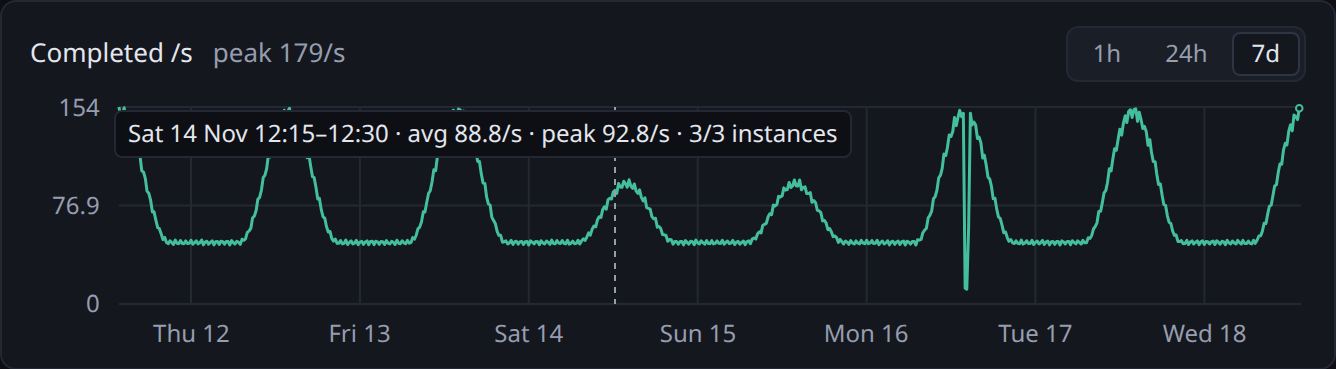 Completed /s peak 179/s
1h 24h 7d
154
Sat 14 Nov 12:15–12:30 · avg 88.8/s · peak 92.8/s · 3/3 instances
76.9
0
Thu 12 Fri 13 Sat 14 Sun 15 Mon 16 Tue 17 Wed 18